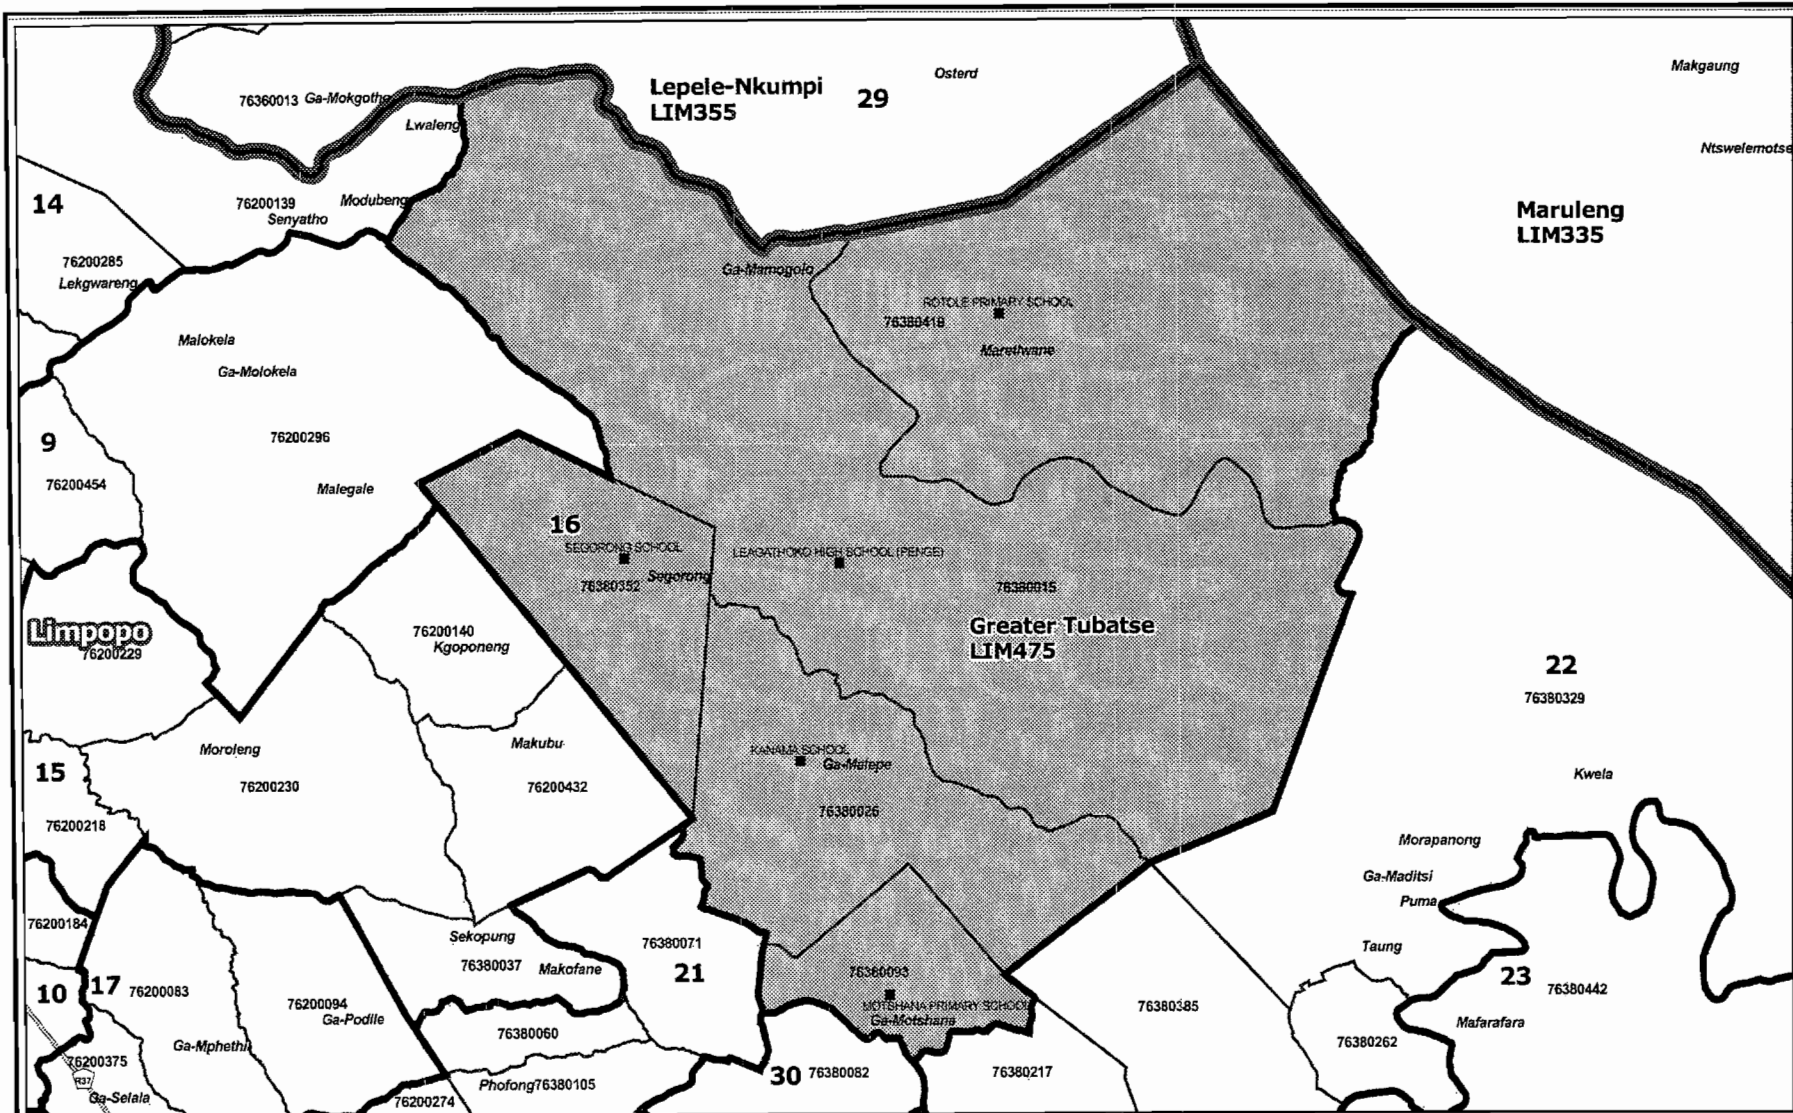 Osterd
Makgaung
Lepele-Nkumpi
LIM355
29
76360013 Ga-Mokgotho
Lwaleng
Ntswelemotse
14
76200139
Senyatho
Modubeng
Maruleng
LIM335
76200285
Lekgwareng
Ga-Mamogolo
ROTOLE PRIMARY SCHOOL
76380419
Malokela
Ga-Molokela
9
76200296
76200454
Malegale
16
SEGORONG SCHOOL
76380352
Segorong
LEAGATHOKO HIGH SCHOOL (PENGE)
76380015
Greater Tubatse
LIM475
Limpopo
76200229
76200140
Kgoponeng
22
76380329
Moroleng
76200230
Makubu
76200432
KANAMA SCHOOL
Ga-Malepe
76380026
15
76200218
Kwela
Morapanong
Ga-Maditsi
Puma
76200184
Sekopung
76380037
Makofane
76380071
21
Taung
23
76380442
10
17
76200083
76200094
Ga-Podile
76380093
MOTSHANA PRIMARY SCHOOL
Ga-Motshana
76380385
Mafarafara
76380060
76380262
Ga-Mphethi
76200375
R37
Ga-Selala
76200274
Phofong 76380105
30
76380082
76380217